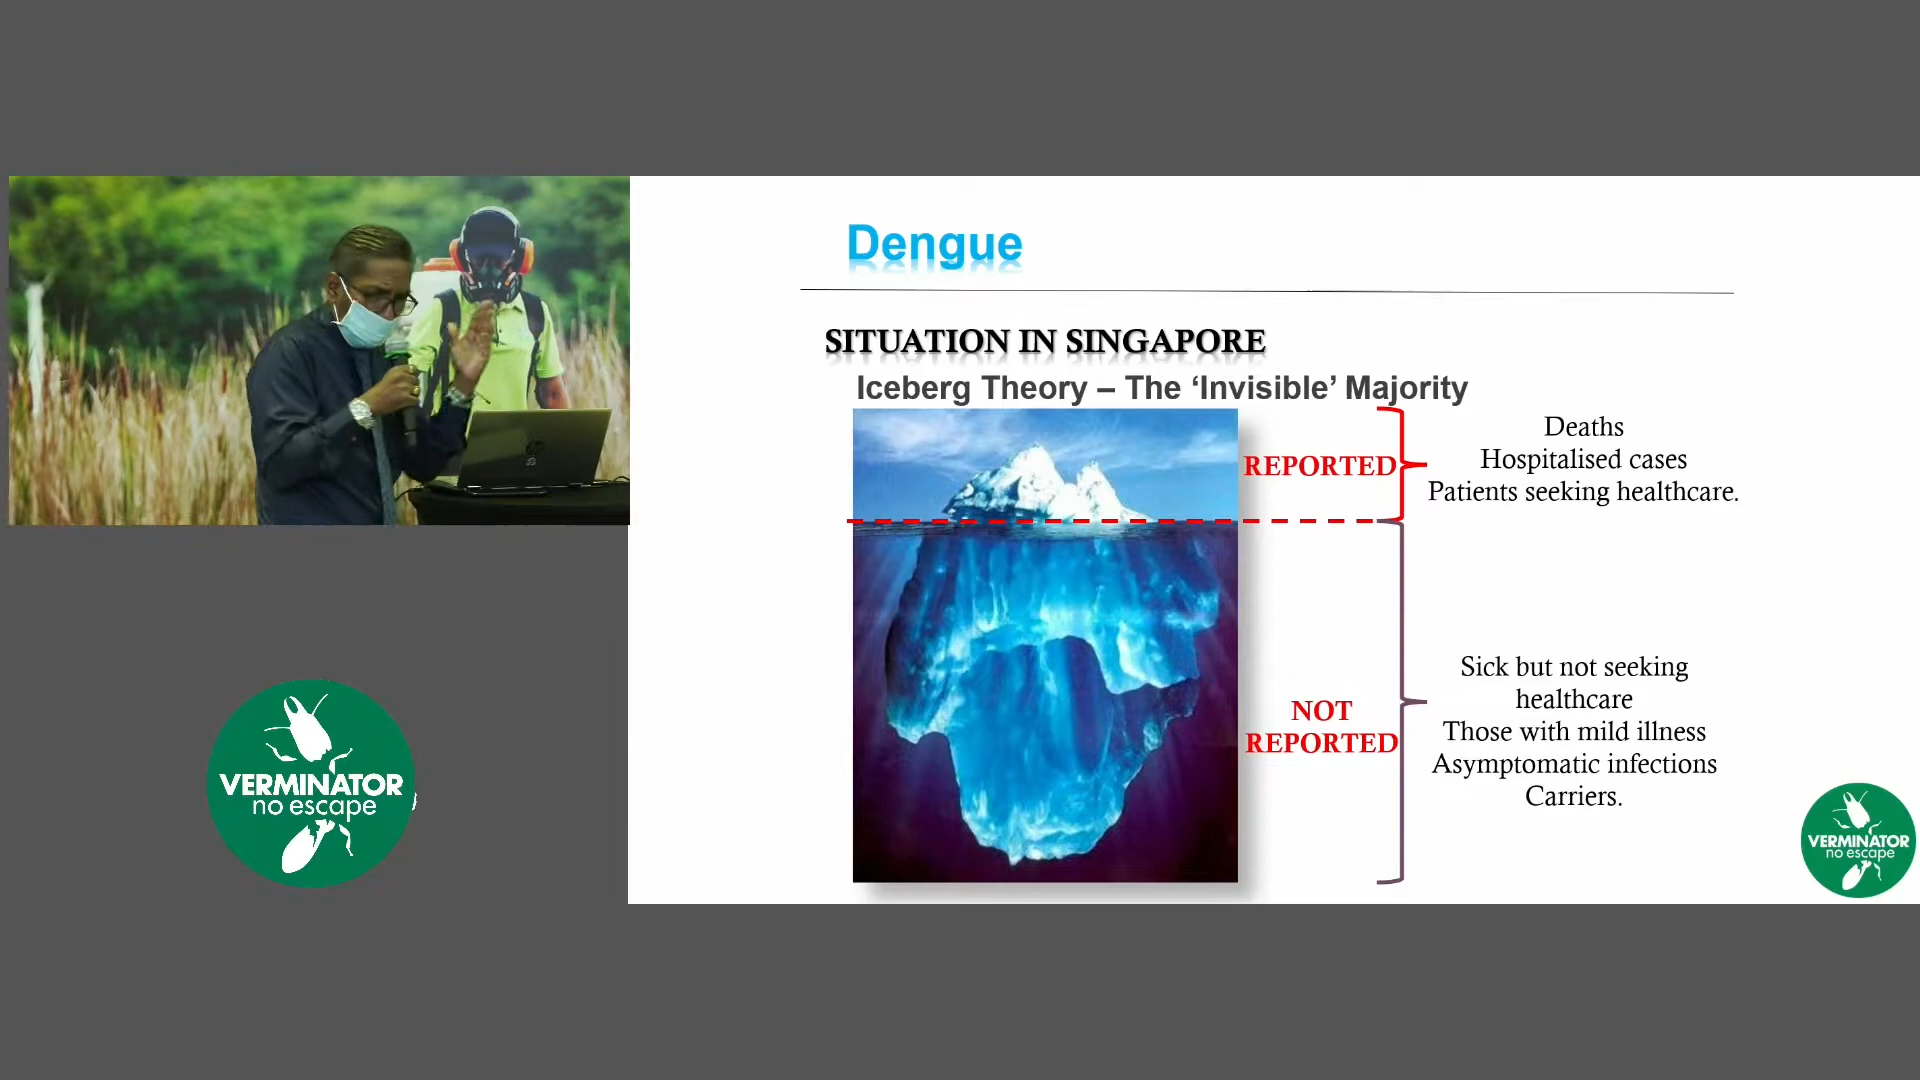 Dengue
SITUATION IN SINGAPORE
Iceberg Theory – The ‘Invisible’ Majority
REPORTED
Deaths
Hospitalised cases
Patients seeking healthcare.
NOT
REPORTED
Sick but not seeking
healthcare
Those with mild illness
Asymptomatic infections
Carriers.
VERMINATOR
no escape
VERMINATOR
no escape